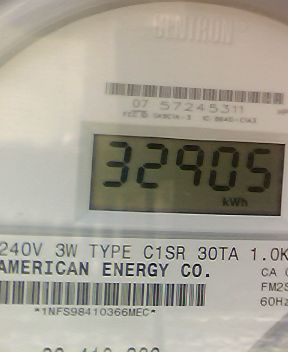 CENTRON
07 57245311
32905
kWh
240V 3W TYPE C1SR 30TA 1.0K
AMERICAN ENERGY CO.
CA
FM2S
60Hz
*1NFS98410366MEC*